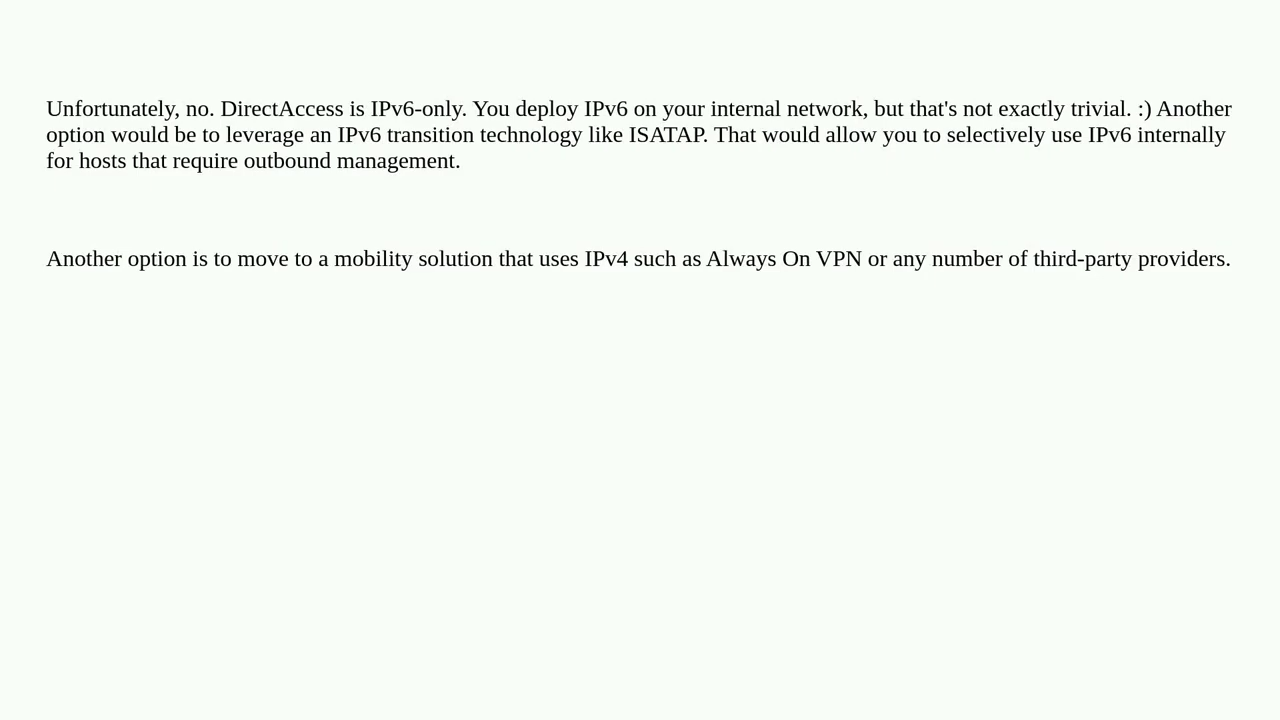 Unfortunately, no. DirectAccess is IPv6-only. You deploy IPv6 on your internal network, but that's not exactly trivial. :) Another
option would be to leverage an IPv6 transition technology like ISATAP. That would allow you to selectively use IPv6 internally
for hosts that require outbound management.
Another option is to move to a mobility solution that uses IPv4 such as Always On VPN or any number of third-party providers.